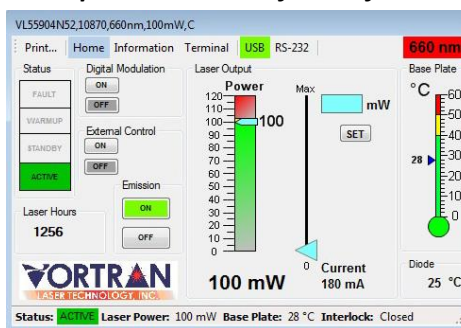 VL55904N52,10870,660nm,100mW,C
Print... Home Information Terminal USB RS-232 660 nm
Status Digital Modulation Laser Output Base Plate
FAULT
WARMUP
STANDBY
ACTIVE
ON
OFF
External Control
ON
OFF
Emission
ON
OFF
Laser Hours
1256
VORTRAN
LASER TECHNOLOGY, INC.
Power
120
110
100
90
80
70
60
50
40
30
20
10
0
100
100 mW
Max
mW
SET
0 Current
180 mA
°C
60
50
40
30
20
10
0
28
Diode
25 °C
Status: ACTIVE Laser Power: 100 mW Base Plate: 28 °C Interlock: Closed